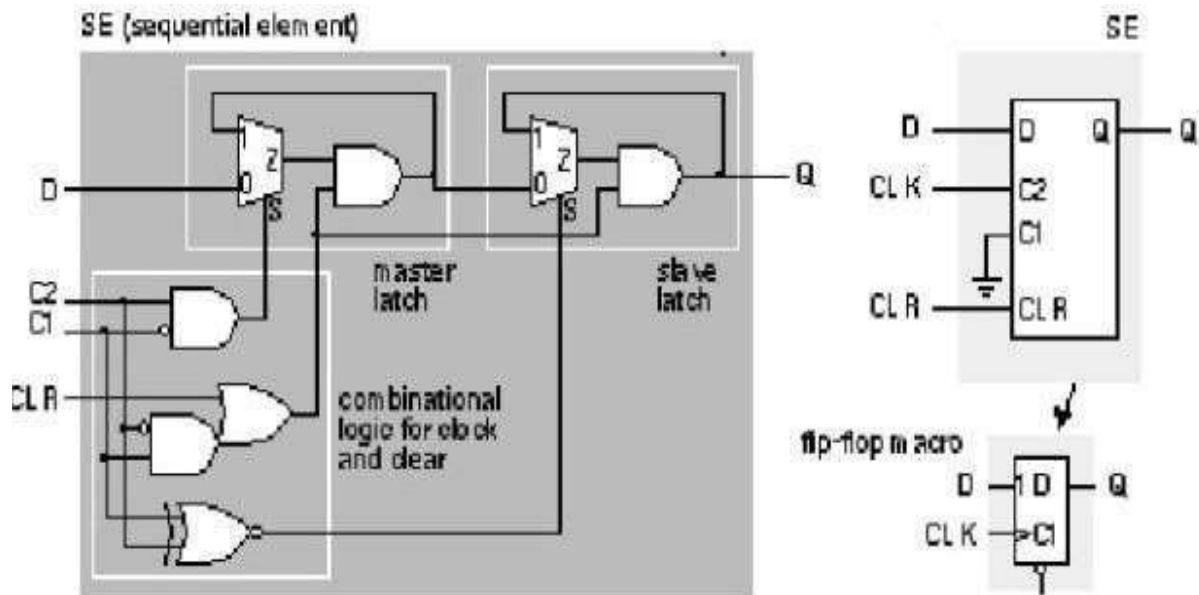 SE (sequential element)
SE
1
Z
0
S
1
Z
0
S
D
Q
master
latch
slave
latch
C2
C1
CLR
combinational
logic for clock
and clear
D
D
Q
Q
CLK
C2
C1
CLR
CLR
flip-flop macro
D
1D
Q
CLK
C1